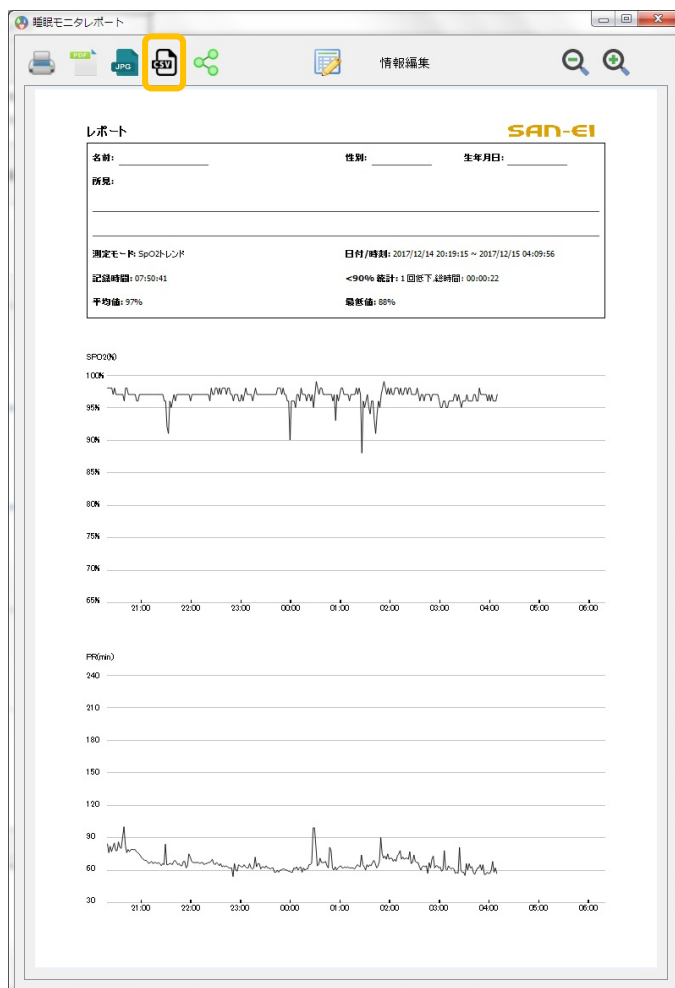 睡眠モニタレポート
PDF JPG CSV 情報編集
レポート SAN-EI
名前: 性別: 生年月日:
所見:
測定モード: SpO2トレンド 日付/時刻: 2017/12/14 20:19:15 ~ 2017/12/15 04:09:56
記録時間: 07:50:41 <90% 統計: 1 回低下,総時間: 00:00:22
平均値: 97% 最低値: 88%
SPO2(%)
100%
95%
90%
85%
80%
75%
70%
65%
21:00 22:00 23:00 00:00 01:00 02:00 03:00 04:00 05:00 06:00
PR(/min)
240
210
180
150
120
90
60
30
21:00 22:00 23:00 00:00 01:00 02:00 03:00 04:00 05:00 06:00